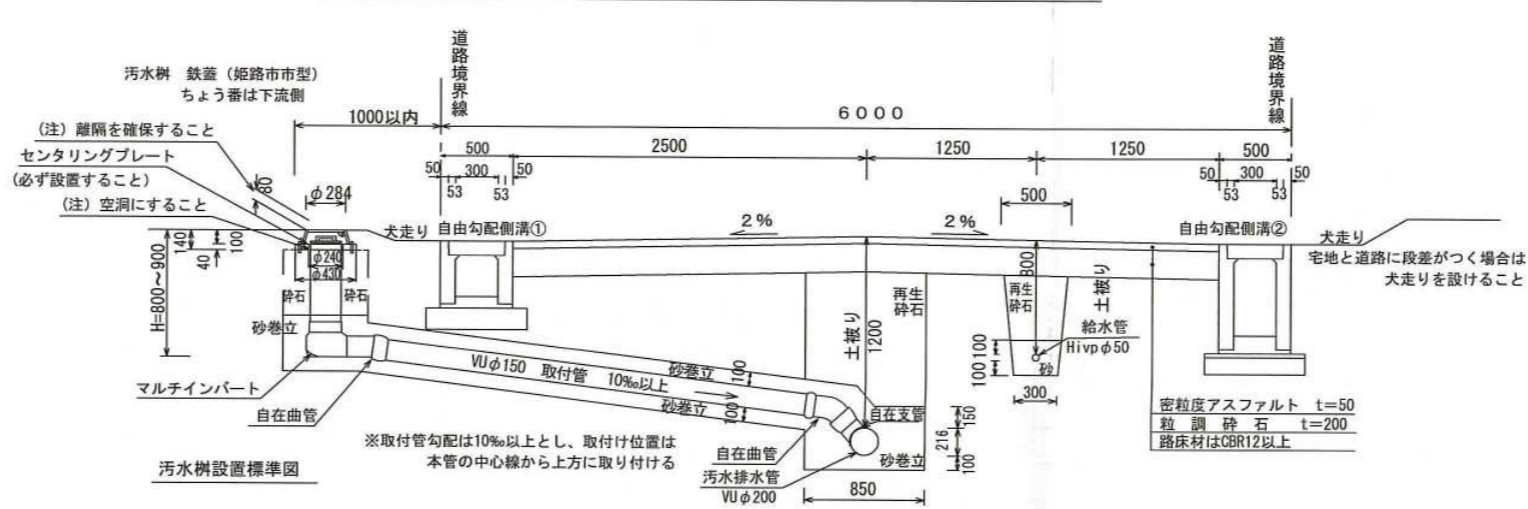 道路境界線
道路境界線
汚水桝 鉄蓋（姫路市市型）
ちょう番は下流側
1000以内
6000
(注) 離隔を確保すること
センタリングプレート
(必ず設置すること)
(注) 空洞にすること
500
2500
1250
1250
500
50
300
50
53
53
50
300
50
53
53
80
φ284
500
犬走り
自由勾配側溝①
2%
2%
自由勾配側溝②
犬走り
宅地と道路に段差がつく場合は
犬走りを設けること
H=800~900
140
40
100
φ240
φ430
砕石
砕石
砂巻立
再生
砕石
土被り
1200
再生
砕石
800
土被り
給水管
Hivpφ50
100
100
砂
300
VUφ150 取付管 10‰以上
砂巻立
100
砂巻立
100
マルチインバート
自在曲管
自在支管
150
216
100
密粒度アスファルト t=50
粒調砕石 t=200
路床材はCBR12以上
※取付管勾配は10‰以上とし、取付け位置は
本管の中心線から上方に取り付ける
自在曲管
砂巻立
汚水排水管
VUφ200
850
汚水桝設置標準図